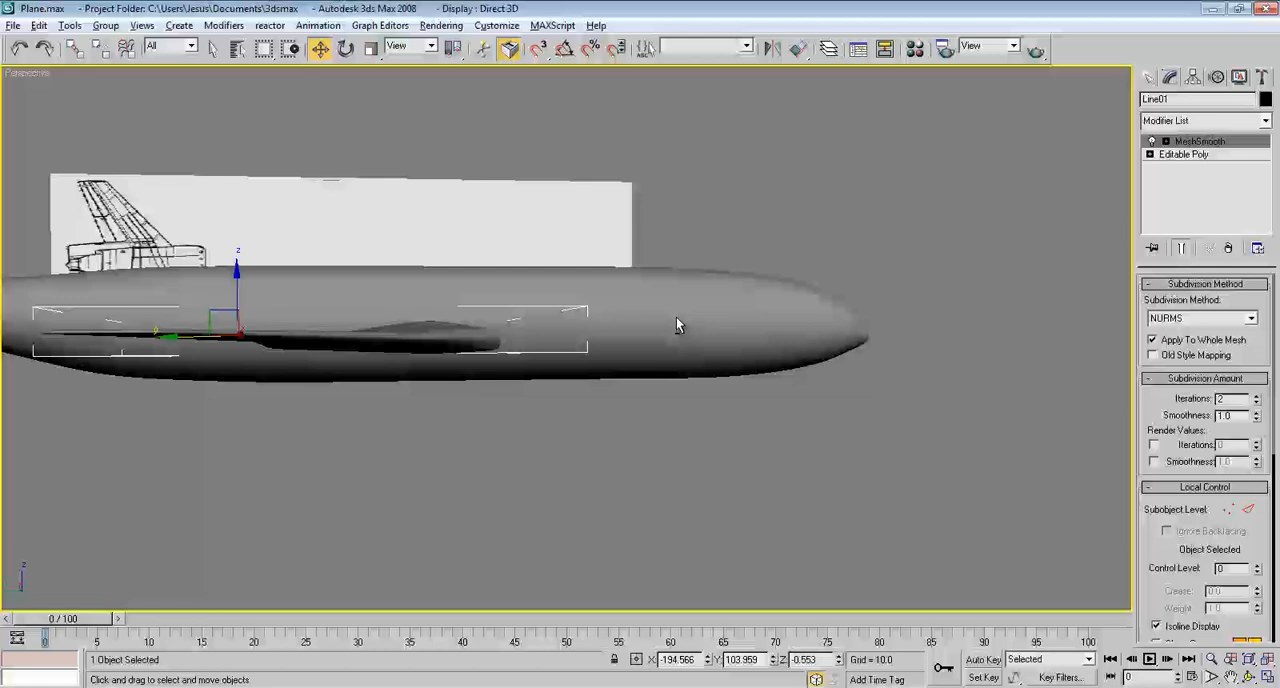 Plane.max - Project Folder: C:\Users\Jesus\Documents\3dsmax - Autodesk 3ds Max 2008 - Display : Direct 3D
File Edit Tools Group Views Create Modifiers reactor Animation Graph Editors Rendering Customize MAXScript Help
All View View
Perspective
Line01
Modifier List
MeshSmooth
Editable Poly
z
y
Subdivision Method
Subdivision Method:
NURMS
Apply To Whole Mesh
Old Style Mapping
Subdivision Amount
Iterations: 2
Smoothness: 1.0
Render Values:
Iterations: 0
Smoothness: 1.0
Local Control
Subobject Level:
Ignore Backfacing
Object Selected
Control Level: 0
Crease: 0.0
Weight: 1.0
Isoline Display
z
0 / 100
0 5 10 15 20 25 30 35 40 45 50 55 60 65 70 75 80 85 90 95 100
1 Object Selected X: -194.566 Y: 103.959 Z: -0.553 Grid = 10.0 Auto Key Selected
Click and drag to select and move objects Add Time Tag Set Key Key Filters... 0